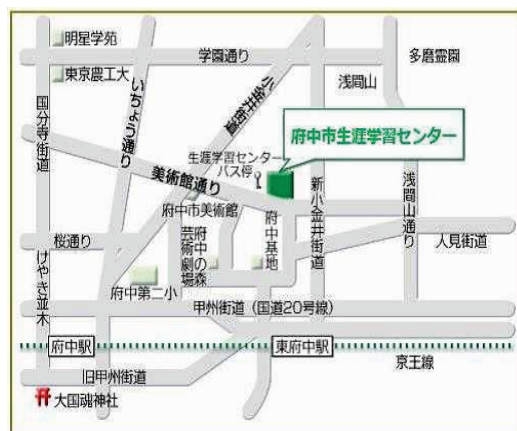 明星学苑
学園通り
多磨霊園
東京農工大
浅間山
国分寺街道
いちょう通り
小金井街道
府中市生涯学習センター
生涯学習センター
バス停
美術館通り
府中市美術館
新小金井街道
浅間山通り
府中基地
府中の森
芸術劇場
桜通り
人見街道
けやき並木
府中第二小
甲州街道（国道20号線）
府中駅
東府中駅
京王線
旧甲州街道
大国魂神社